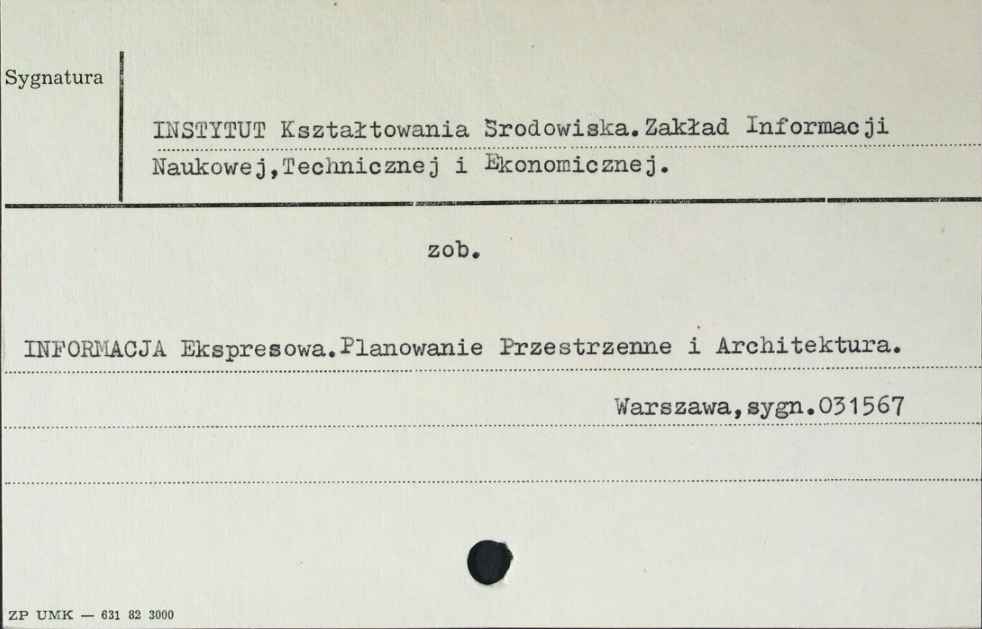 Sygnatura
INSTYTUT Kształtowania Srodowiska.Zakład Informacji
Naukowej,Technicznej i Ekonomicznej.
zob.
INFORMACJA Ekspresowa.Planowanie Przestrzenne i Architektura.
Warszawa,sygn.031567
ZP UMK — 631 82 3000